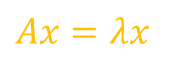 𝐴𝑥 = 𝜆𝑥